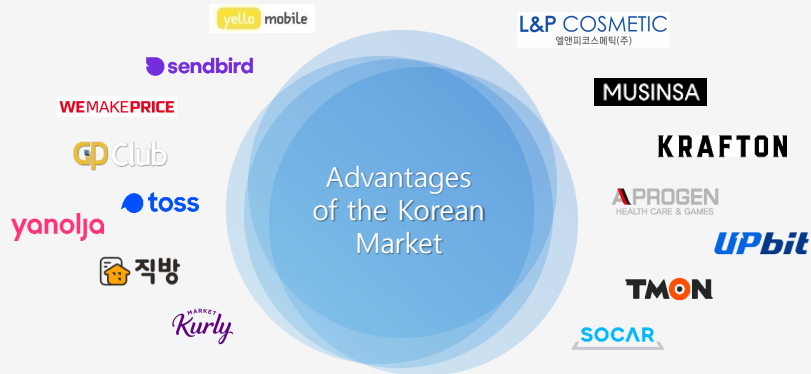 yello mobile
sendbird
WEMAKEPRICE
GP Club
toss
yanolja
직방
MARKET
Kurly
Advantages
of the Korean
Market
L&P COSMETIC
엘앤피코스메틱(주)
MUSINSA
KRAFTON
APROGEN
HEALTH CARE & GAMES
UPbit
TMON
SOCAR